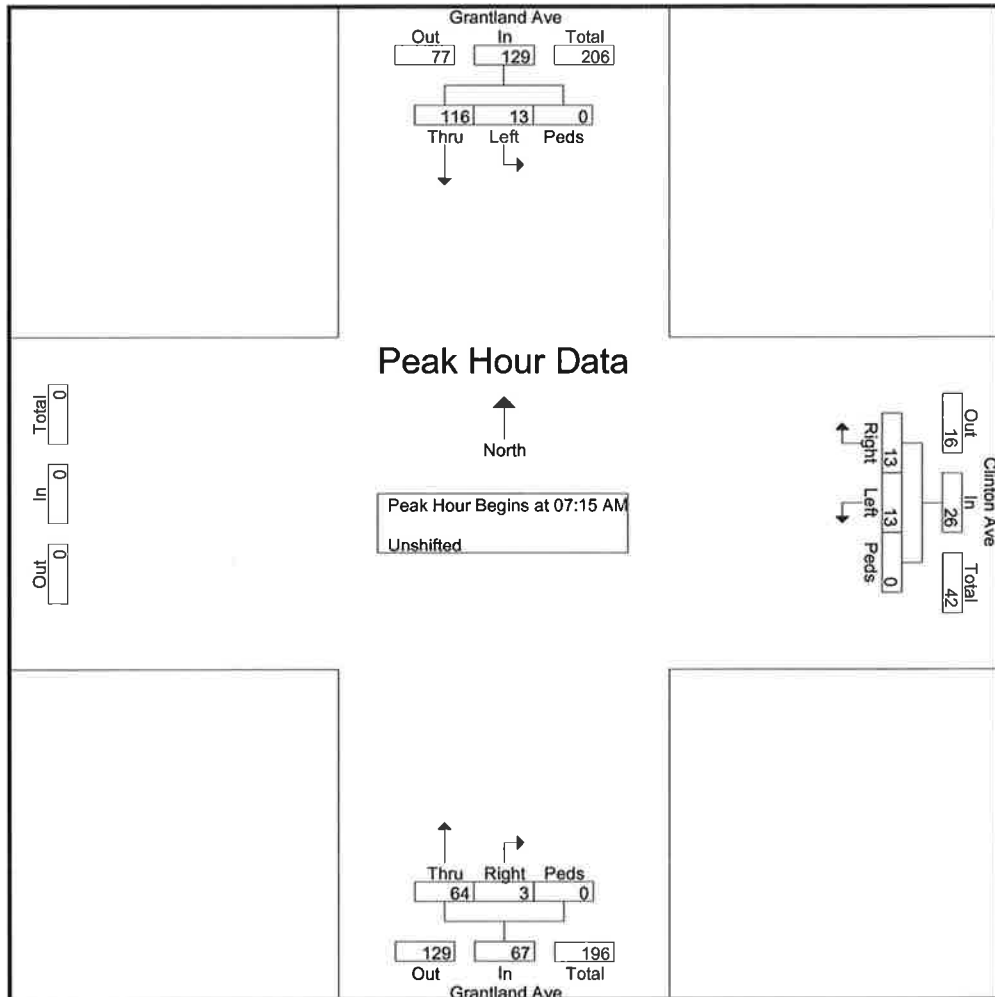 Grantland Ave
Out In Total
77 129 206
116 13 0
Thru Left Peds
Peak Hour Data
North
Peak Hour Begins at 07:15 AM
Unshifted
Total In Out
0 0 0
Clinton Ave
Out In Total
16 26 42
13 13 0
Right Left Peds
Thru Right Peds
64 3 0
129 67 196
Out In Total
Grantland Ave